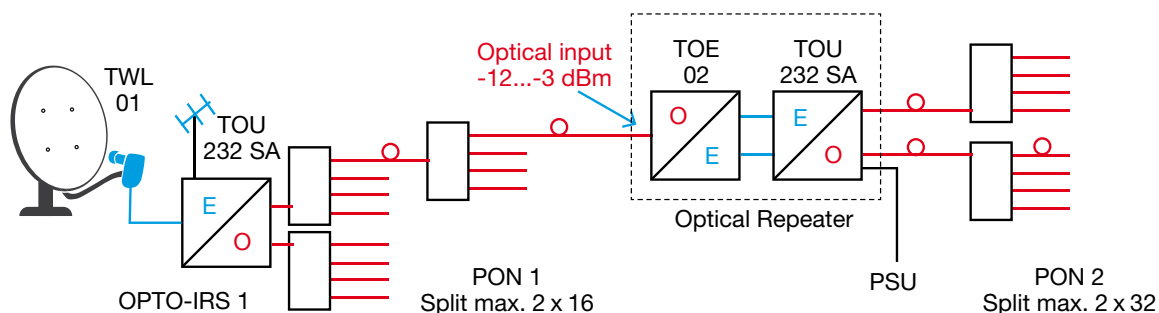 TWL
01
TOU
232 SA
E
O
OPTO-IRS 1
PON 1
Split max. 2 x 16
Optical input
-12...-3 dBm
TOE
02
O
E
TOU
232 SA
E
O
Optical Repeater
PSU
PON 2
Split max. 2 x 32